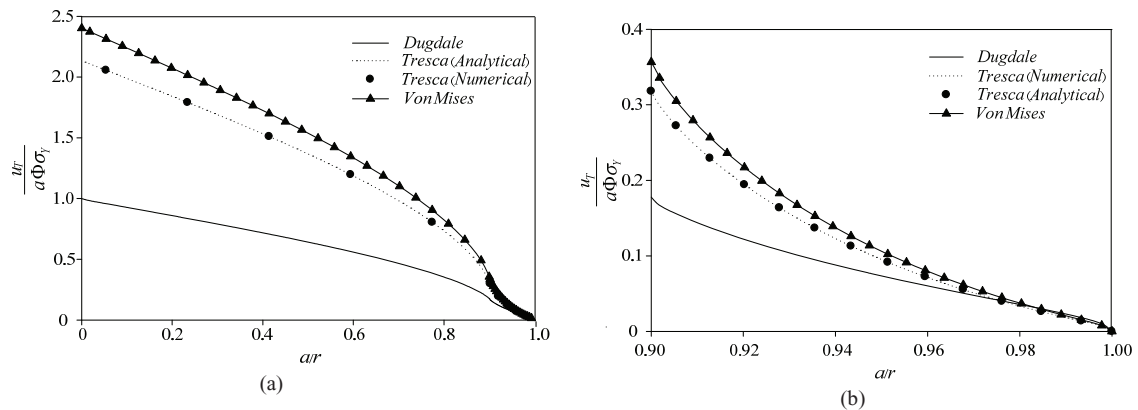 2.5
2.0
1.5
1.0
0.5
0
0
0.2
0.4
0.6
0.8
1.0
u_T
aΦσ_Y
a/r
Dugdale
Tresca (Analytical)
Tresca (Numerical)
Von Mises
(a)
0.4
0.3
0.2
0.1
0
0.90
0.92
0.94
0.96
0.98
1.00
u_T
aΦσ_Y
a/r
Dugdale
Tresca (Numerical)
Tresca (Analytical)
Von Mises
(b)